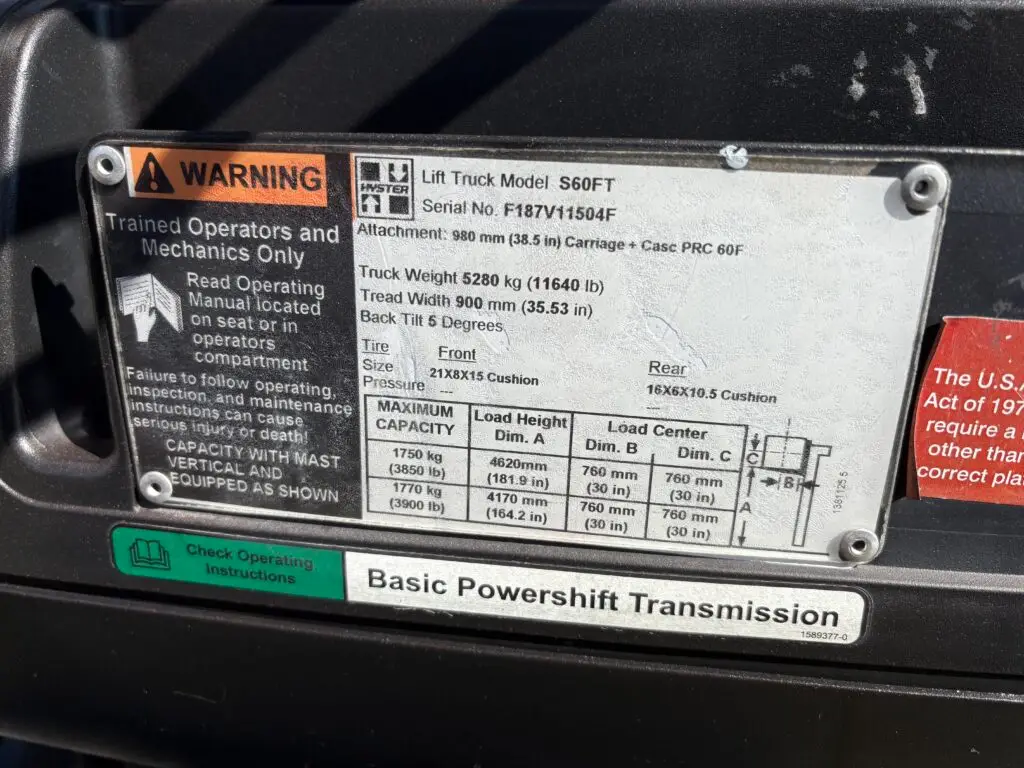 WARNING
Trained Operators and
Mechanics Only
Read Operating
Manual located
on seat or in
operators
compartment
Failure to follow operating,
inspection, and maintenance
instructions can cause
serious injury or death!
CAPACITY WITH MAST
VERTICAL AND
EQUIPPED AS SHOWN
HYSTER
Lift Truck Model S60FT
Serial No. F187V11504F
Attachment: 980 mm (38.5 in) Carriage + Casc PRC 60F
Truck Weight 5280 kg (11640 lb)
Tread Width 900 mm (35.53 in)
Back Tilt 5 Degrees
Tire Front Rear
Size 21X8X15 Cushion 16X6X10.5 Cushion
Pressure --- ---
MAXIMUM CAPACITY Load Height Dim. A Load Center Dim. B Dim. C
1750 kg 4620mm 760 mm 760 mm
(3850 lb) (181.9 in) (30 in) (30 in)
1770 kg 4170 mm 760 mm 760 mm
(3900 lb) (164.2 in) (30 in) (30 in)
C
B
A
Check Operating
Instructions
Basic Powershift Transmission
1589377-0
The U.S.
Act of 197
require a
other than
correct plat